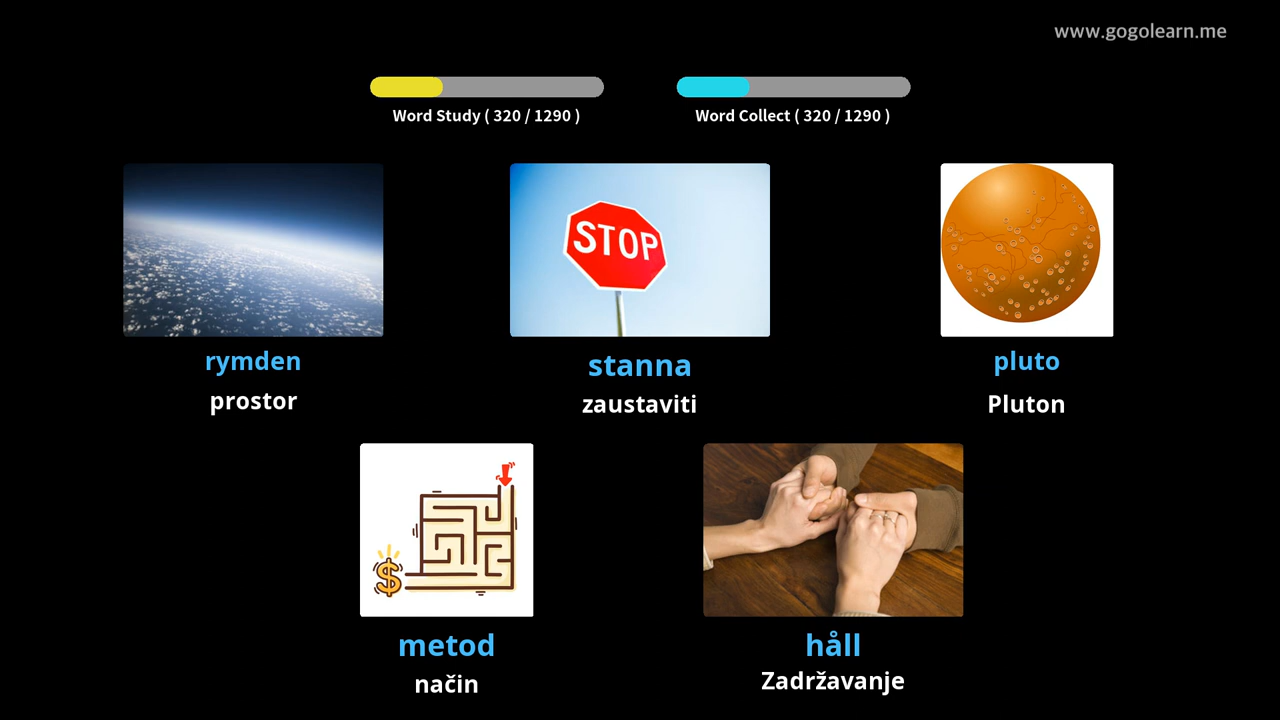 www.gogolearn.me
Word Study ( 320 / 1290 )
Word Collect ( 320 / 1290 )
STOP
rymden
stanna
pluto
prostor
zaustaviti
Pluton
metod
håll
način
Zadržavanje